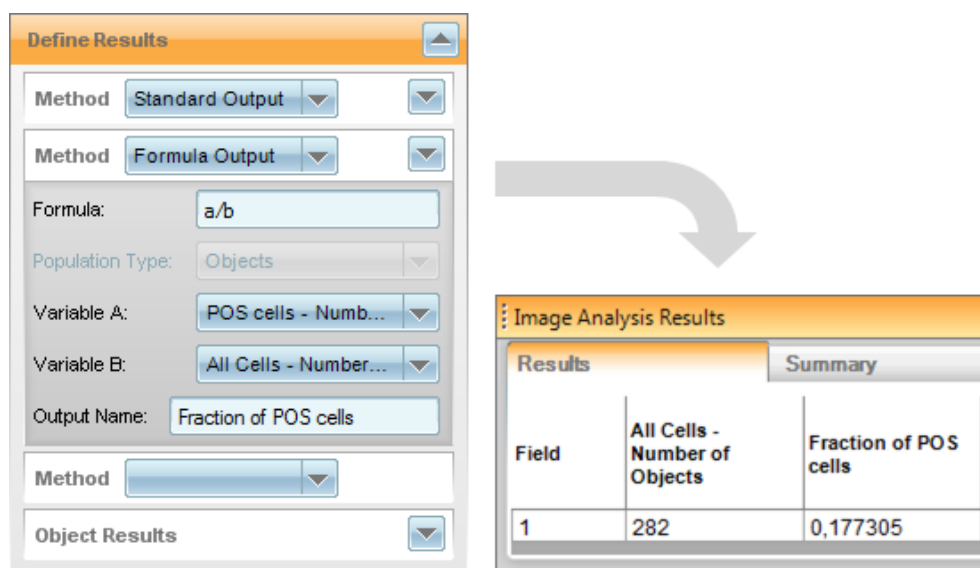 Define Results
Method Standard Output
Method Formula Output
Formula: a/b
Population Type: Objects
Variable A: POS cells - Numb...
Variable B: All Cells - Number...
Output Name: Fraction of POS cells
Method
Object Results
Image Analysis Results
Results Summary
Field
All Cells -
Number of
Objects
Fraction of POS
cells
1 282 0,177305